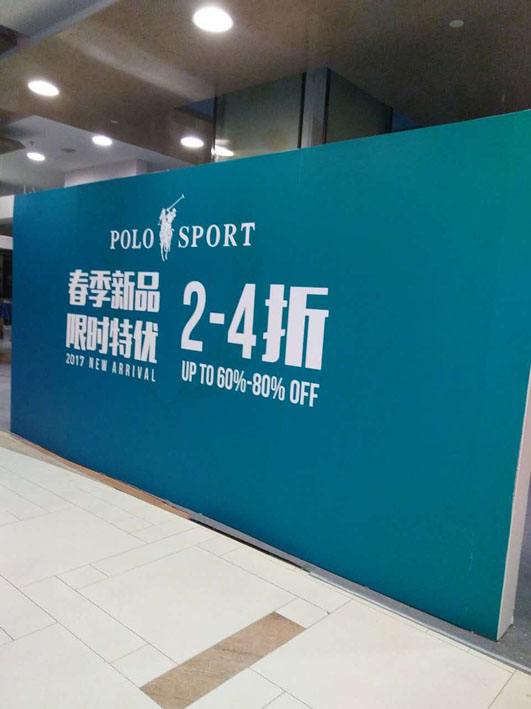 POLO SPORT
春季新品
限时特优
2017 NEW ARRIVAL
2-4折
UP TO 60%-80% OFF